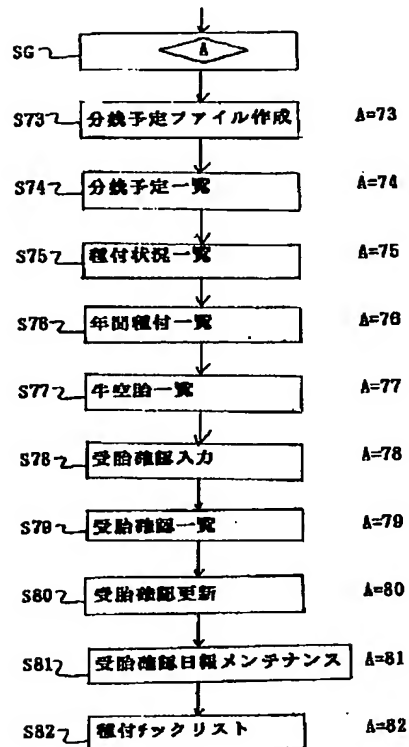 SG A
S73 分娩予定ファイル作成 A=73
S74 分娩予定一覧 A=74
S75 種付状況一覧 A=75
S76 年間種付一覧 A=76
S77 牛空胎一覧 A=77
S78 受胎確認入力 A=78
S79 受胎確認一覧 A=79
S80 受胎確認更新 A=80
S81 受胎確認日報メンテナンス A=81
S82 種付チックリスト A=82